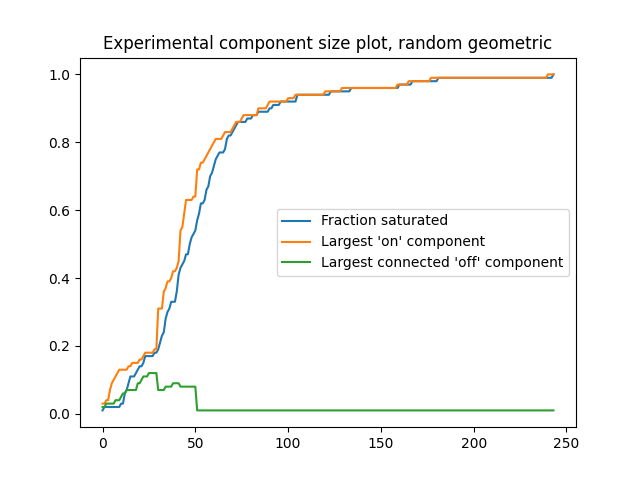 Experimental component size plot, random geometric
1.0
0.8
0.6
0.4
0.2
0.0
Fraction saturated
Largest 'on' component
Largest connected 'off' component
0 50 100 150 200 250